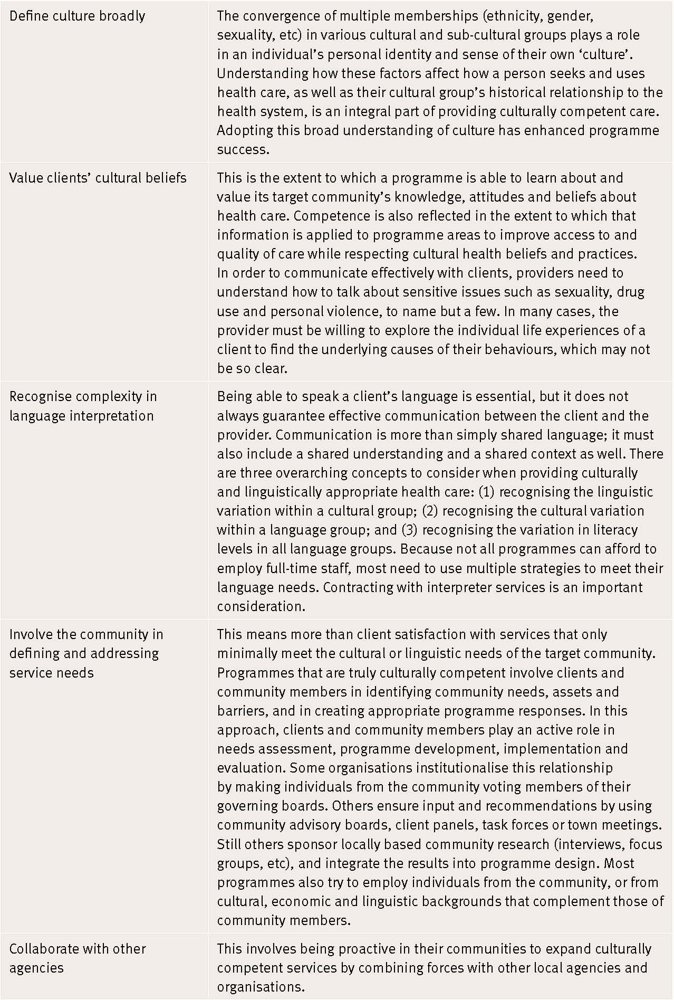 Define culture broadly
The convergence of multiple memberships (ethnicity, gender,
sexuality, etc) in various cultural and sub-cultural groups plays a role
in an individual’s personal identity and sense of their own ‘culture’.
Understanding how these factors affect how a person seeks and uses
health care, as well as their cultural group’s historical relationship to the
health system, is an integral part of providing culturally competent care.
Adopting this broad understanding of culture has enhanced programme
success.
Value clients’ cultural beliefs
This is the extent to which a programme is able to learn about and
value its target community’s knowledge, attitudes and beliefs about
health care. Competence is also reflected in the extent to which that
information is applied to programme areas to improve access to and
quality of care while respecting cultural health beliefs and practices.
In order to communicate effectively with clients, providers need to
understand how to talk about sensitive issues such as sexuality, drug
use and personal violence, to name but a few. In many cases, the
provider must be willing to explore the individual life experiences of a
client to find the underlying causes of their behaviours, which may not
be so clear.
Recognise complexity in
language interpretation
Being able to speak a client’s language is essential, but it does not
always guarantee effective communication between the client and the
provider. Communication is more than simply shared language; it must
also include a shared understanding and a shared context as well. There
are three overarching concepts to consider when providing culturally
and linguistically appropriate health care: (1) recognising the linguistic
variation within a cultural group; (2) recognising the cultural variation
within a language group; and (3) recognising the variation in literacy
levels in all language groups. Because not all programmes can afford to
employ full-time staff, most need to use multiple strategies to meet their
language needs. Contracting with interpreter services is an important
consideration.
Involve the community in
defining and addressing
service needs
This means more than client satisfaction with services that only
minimally meet the cultural or linguistic needs of the target community.
Programmes that are truly culturally competent involve clients and
community members in identifying community needs, assets and
barriers, and in creating appropriate programme responses. In this
approach, clients and community members play an active role in
needs assessment, programme development, implementation and
evaluation. Some organisations institutionalise this relationship
by making individuals from the community voting members of their
governing boards. Others ensure input and recommendations by using
community advisory boards, client panels, task forces or town meetings.
Still others sponsor locally based community research (interviews, focus
groups, etc), and integrate the results into programme design. Most
programmes also try to employ individuals from the community, or from
cultural, economic and linguistic backgrounds that complement those of
community members.
Collaborate with other
agencies
This involves being proactive in their communities to expand culturally
competent services by combining forces with other local agencies and
organisations.